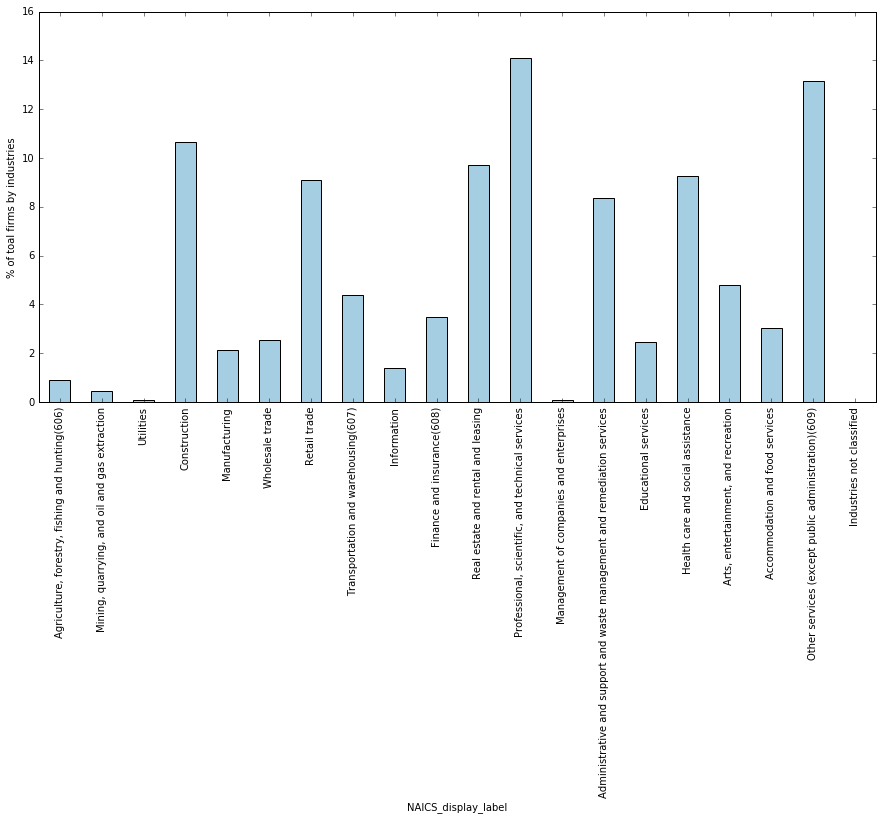 16
14
12
10
8
6
4
2
0
% of toal firms by industries
Agriculture, forestry, fishing and hunting(606)
Mining, quarrying, and oil and gas extraction
Utilities
Construction
Manufacturing
Wholesale trade
Retail trade
Transportation and warehousing(607)
Information
Finance and insurance(608)
Real estate and rental and leasing
Professional, scientific, and technical services
Management of companies and enterprises
Administrative and support and waste management and remediation services
Educational services
Health care and social assistance
Arts, entertainment, and recreation
Accommodation and food services
Other services (except public administration)(609)
Industries not classified
NAICS_display_label